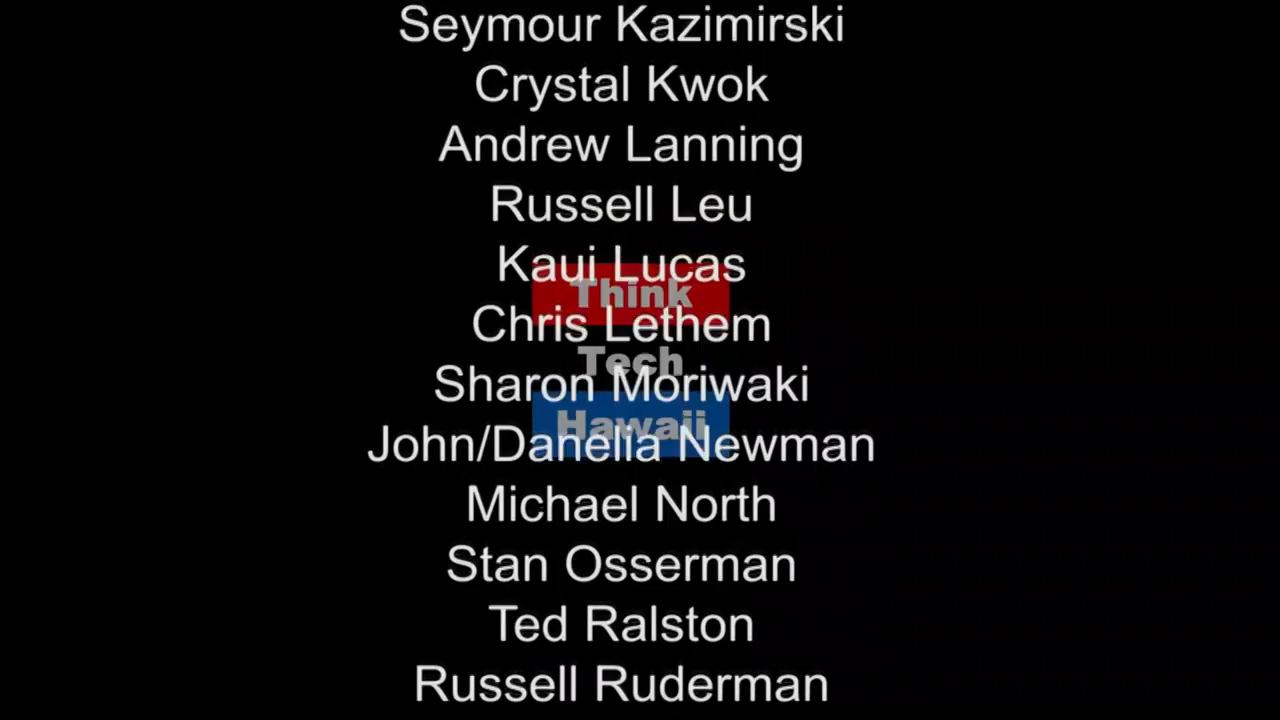 Seymour Kazimirski
Crystal Kwok
Andrew Lanning
Russell Leu
Kaui Lucas
Think
Chris Lethem
Tech
Sharon Moriwaki
Hawaii
John/Danelia Newman
Michael North
Stan Osserman
Ted Ralston
Russell Ruderman